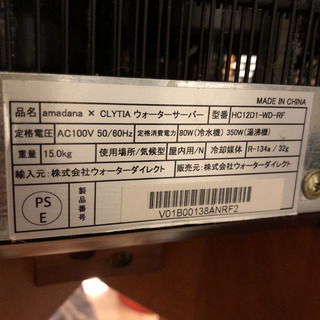 MADE IN CHINA
品名 amadana × CLYTIA ウォーターサーバー 型番 HC12D1-WD-RF
定格電圧 AC100V 50/60Hz 定格消費電力 80W(冷水機) 350W(湯沸機)
重量 15.0kg 使用場所/気候型 屋内用/N 冷却媒体 R-134a / 32g
輸入元: 株式会社ウォーターダイレクト 販売元: 株式会社ウォーターダイレクト
PS
E
製品番号
V01B00138ANRF2